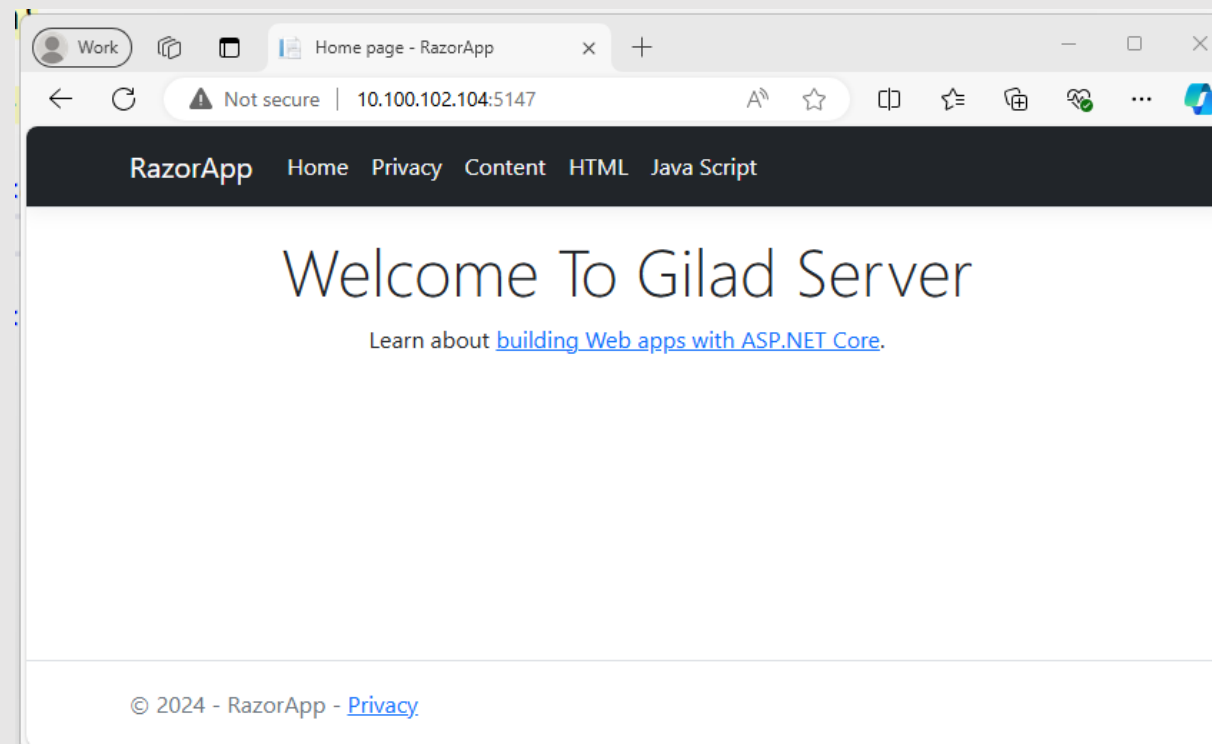 Work
Home page - RazorApp
Not secure
10.100.102.104:5147
RazorApp Home Privacy Content HTML Java Script
Welcome To Gilad Server
Learn about building Web apps with ASP.NET Core.
© 2024 - RazorApp - Privacy